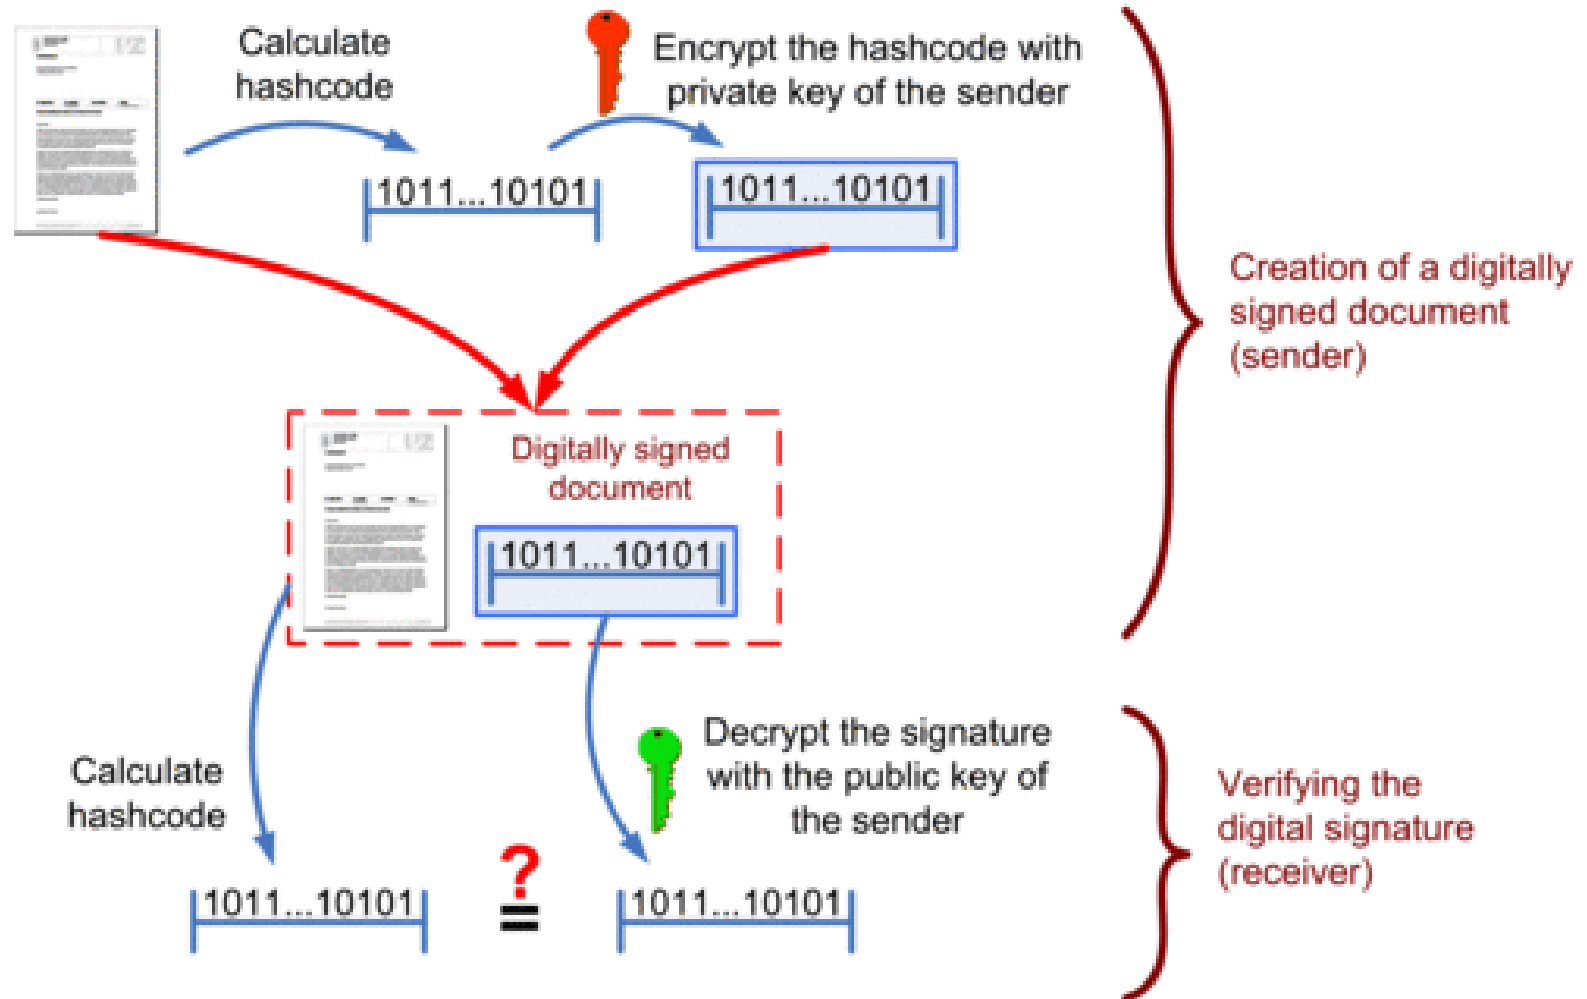 Calculate
hashcode
Encrypt the hashcode with
private key of the sender
1011...10101
1011...10101
Creation of a digitally
signed document
(sender)
Digitally signed
document
1011...10101
Calculate
hashcode
Decrypt the signature
with the public key of
the sender
Verifying the
digital signature
(receiver)
1011...10101
?
=
1011...10101